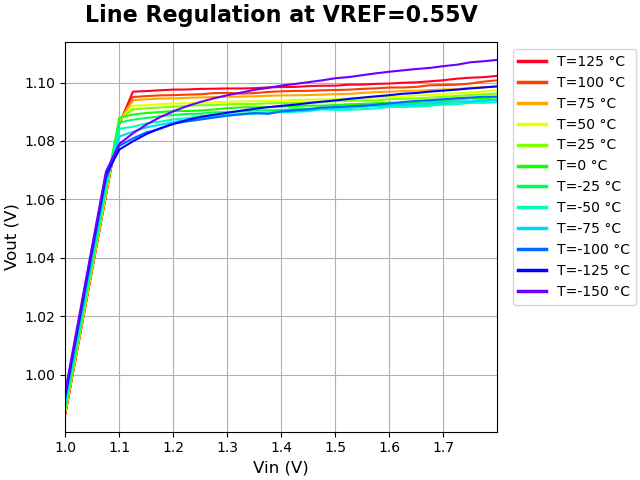 Line Regulation at VREF=0.55V
Vout (V)
1.10
1.08
1.06
1.04
1.02
1.00
1.0 1.1 1.2 1.3 1.4 1.5 1.6 1.7
Vin (V)
T=125 °C
T=100 °C
T=75 °C
T=50 °C
T=25 °C
T=0 °C
T=-25 °C
T=-50 °C
T=-75 °C
T=-100 °C
T=-125 °C
T=-150 °C